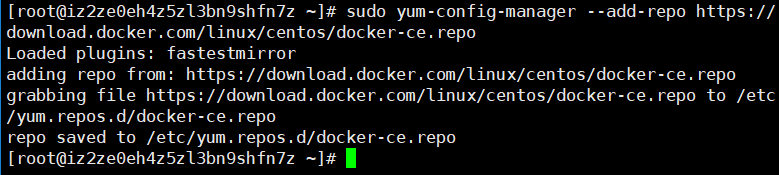 [root@iz2ze0eh4z5zl3bn9shfn7z ~]# sudo yum-config-manager --add-repo https://
download.docker.com/linux/centos/docker-ce.repo
Loaded plugins: fastestmirror
adding repo from: https://download.docker.com/linux/centos/docker-ce.repo
grabbing file https://download.docker.com/linux/centos/docker-ce.repo to /etc
/yum.repos.d/docker-ce.repo
repo saved to /etc/yum.repos.d/docker-ce.repo
[root@iz2ze0eh4z5zl3bn9shfn7z ~]#